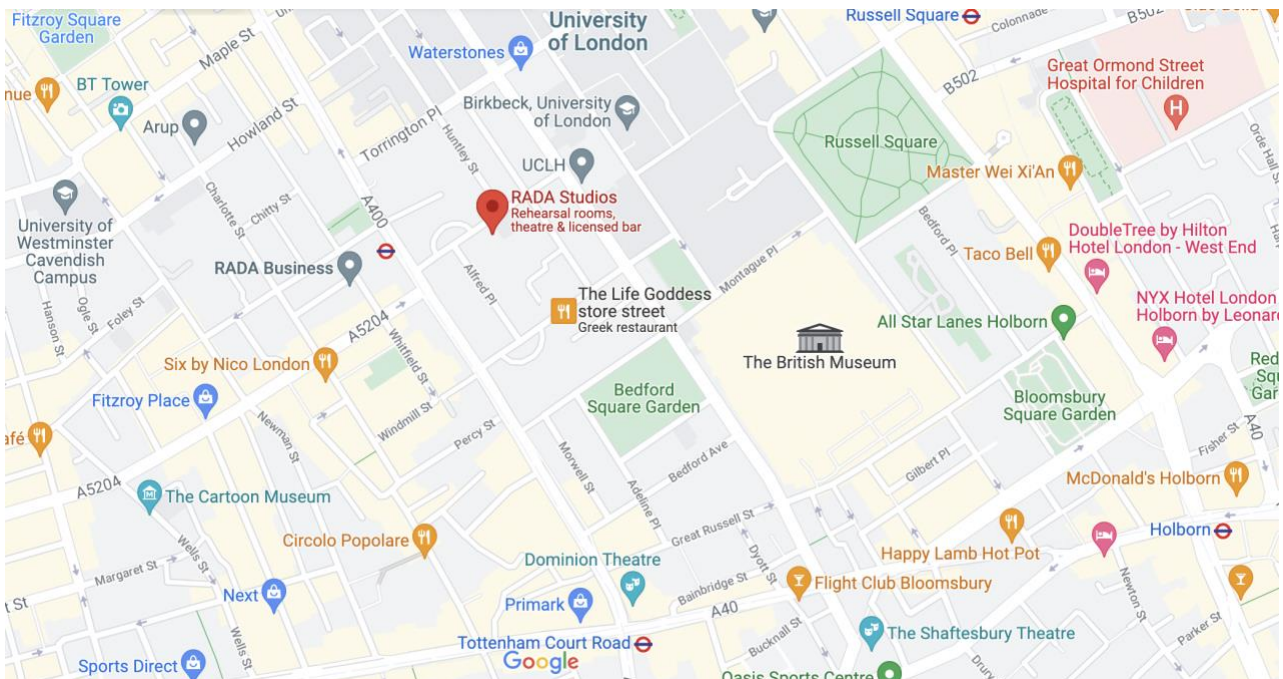 Fitzroy Square
Garden
Maple St
University
of London
Russell Square
Colonnade
B502
Waterstones
BT Tower
nue
Arup
Howland St
Torrington Pl
Huntley St
Birkbeck, University
of London
B502
Great Ormond Street
Hospital for Children
Orde Hall St
Russell Square
UCLH
Master Wei Xi'An
University of
Westminster
Cavendish
Campus
Charlotte St
Chitty St
A400
RADA Studios
Rehearsal rooms,
theatre & licensed bar
Bedford Pl
DoubleTree by Hilton
Hotel London - West End
Taco Bell
RADA Business
Alfred Pl
Montague Pl
The Life Goddess
store street
Greek restaurant
NYX Hotel London
Holborn by Leonard
Hanson St
Ogle St
Foley St
A5204
Whitfield St
All Star Lanes Holborn
The British Museum
Six by Nico London
Bedford
Square Garden
Bloomsbury
Square Garden
Red
Squ
Gar
Fitzroy Place
Newman St
Windmill St
Percy St
afé
A5204
Morwell St
Bedford Ave
Gilbert Pl
Fisher St
A40
The Cartoon Museum
Adeline Pl
McDonald's Holborn
Great Russell St
Circolo Popolare
Wells St
Holborn
Happy Lamb Hot Pot
Margaret St
Dominion Theatre
Dyott St
Bainbridge St
Flight Club Bloomsbury
Newton St
t St
Next
Primark
A40
Wells St
Tottenham Court Road
Bucknall St
The Shaftesbury Theatre
Parker St
Drury
Sports Direct
Google
Oasis Sports Centre